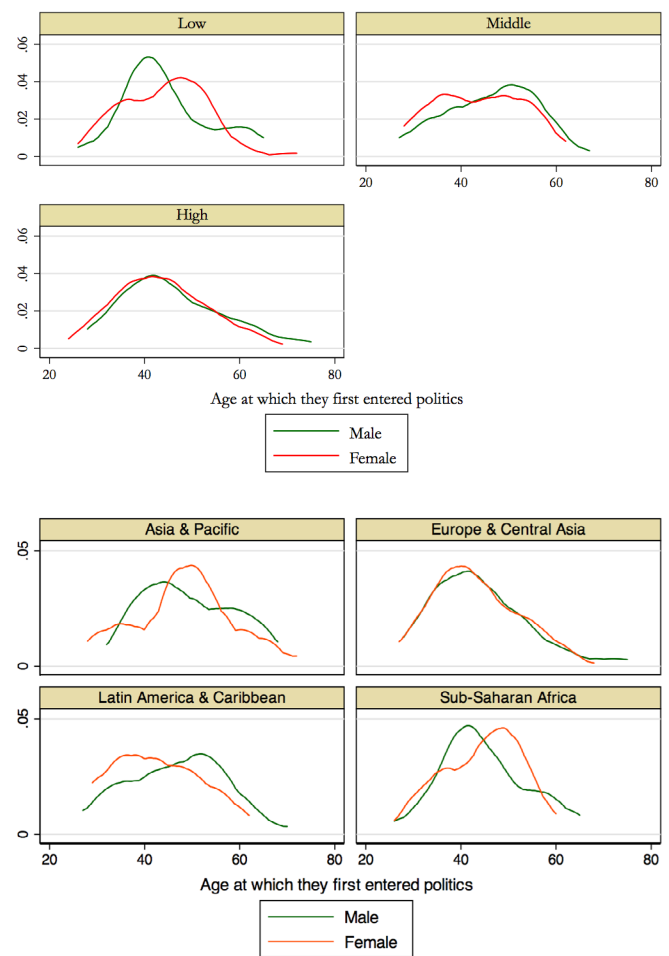 Low
Middle
0 .02 .04 .06
20 40 60 80
High
0 .02 .04 .06
20 40 60 80
Age at which they first entered politics
Male
Female
Asia & Pacific
Europe & Central Asia
0 .05
Latin America & Caribbean
Sub-Saharan Africa
0 .05
20 40 60 80
20 40 60 80
Age at which they first entered politics
Male
Female